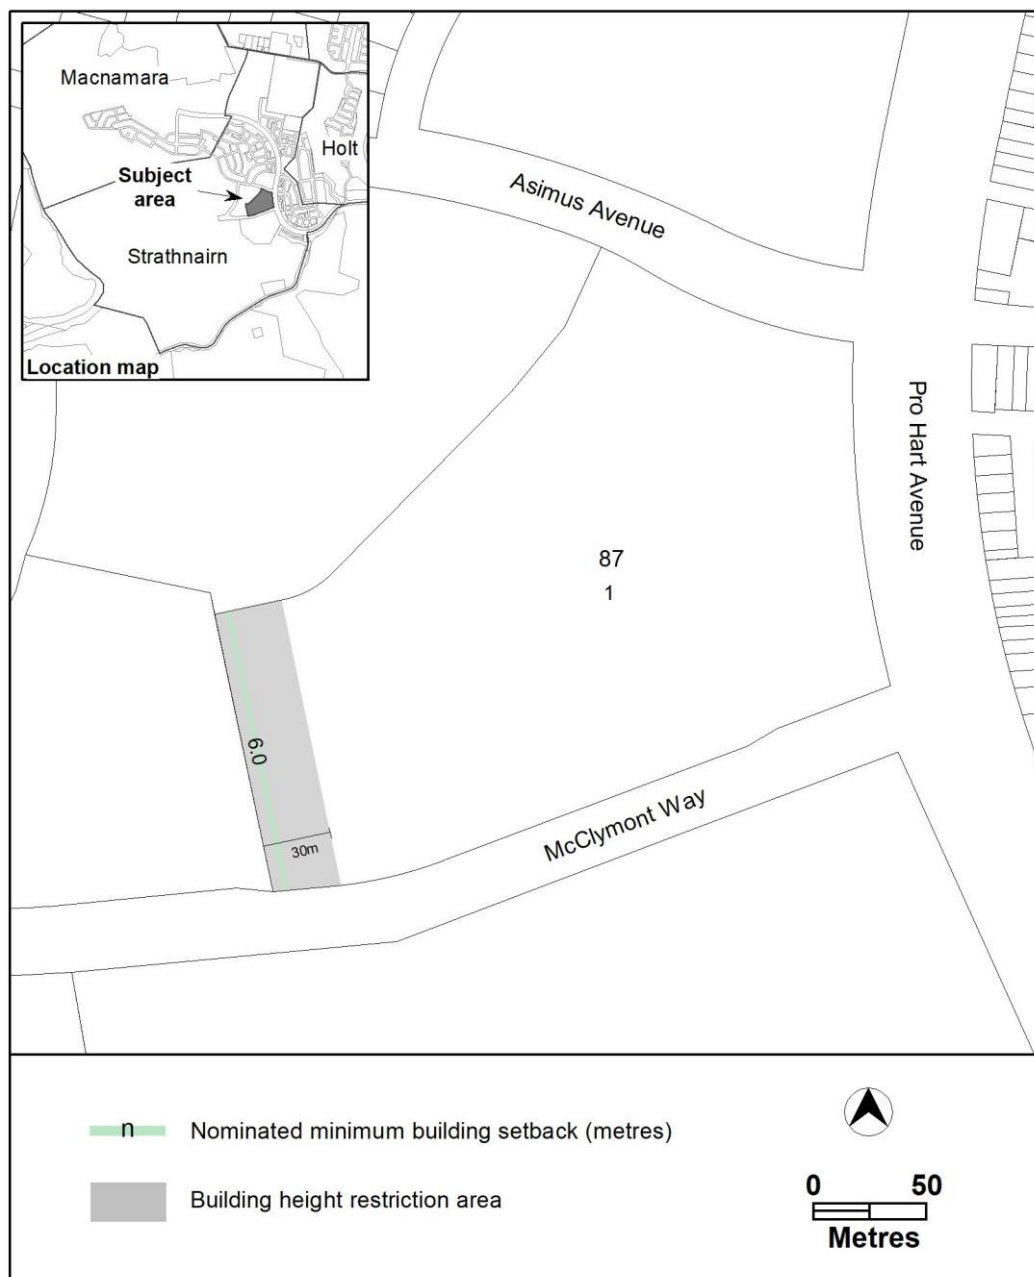 Macnamara
Holt
Subject
area
Strathnairn
Location map
Asimus Avenue
Pro Hart Avenue
87
1
6.0
30m
McClymont Way
n
Nominated minimum building setback (metres)
Building height restriction area
0 50
Metres